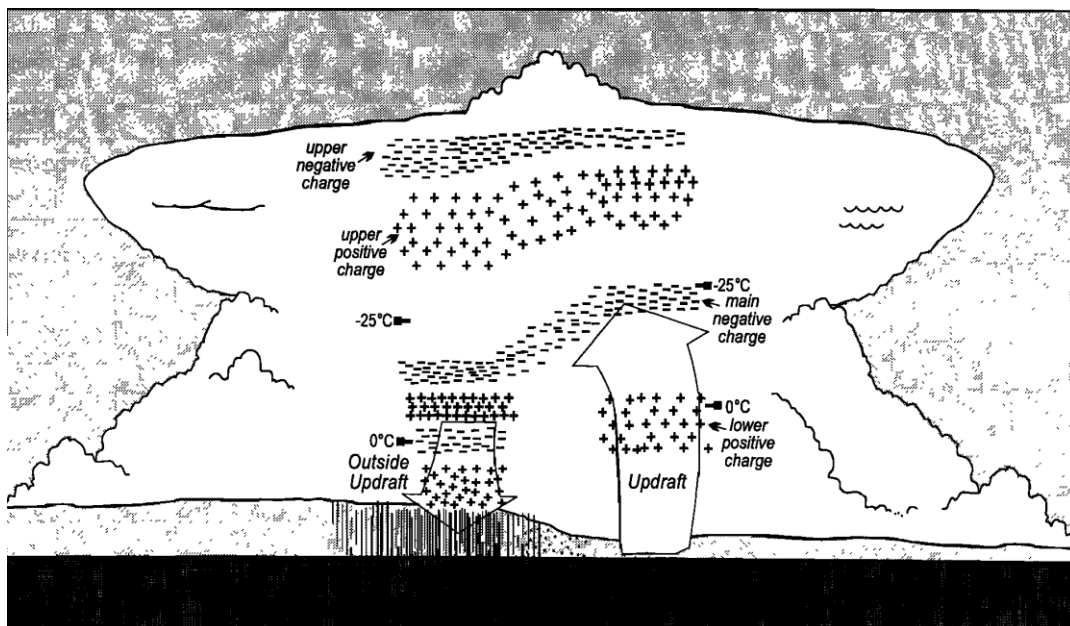 upper
negative
charge
upper
positive
charge
-25°C
main
negative
charge
-25°C
0°C
lower
positive
charge
0°C
Outside
Updraft
Updraft